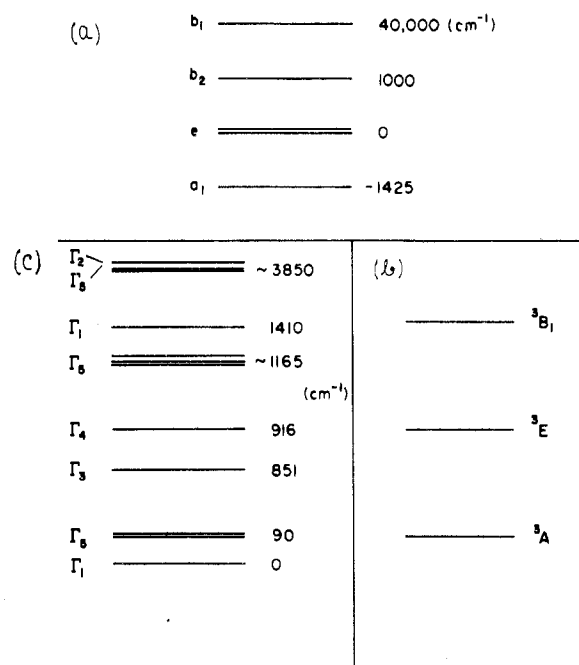 (a)
b₁ 40,000 (cm⁻¹)
b₂ 1000
e 0
a₁ -1425
(c)
Γ₂
Γ₅ ~3850
Γ₁ 1410
Γ₅ ~1165
(cm⁻¹)
Γ₄ 916
Γ₃ 851
Γ₅ 90
Γ₁ 0
(b)
³B₁
³E
³A